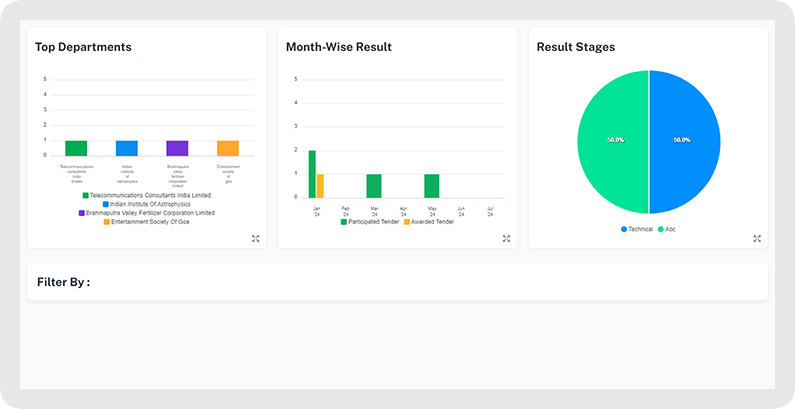 Top Departments
5
4
3
2
1
0
Telecommunications
consultants
india
limited
Indian
institute
of
astrophysics
Brahmaputra
valley
fertilizer
corporation
limited
Entertainment
society
of
goa
Telecommunications Consultants India Limited
Indian Institute Of Astrophysics
Brahmaputra Valley Fertilizer Corporation Limited
Entertainment Society Of Goa
Month-Wise Result
5
4
3
2
1
0
Jan '24
Feb '24
Mar '24
Apr '24
May '24
Jun '24
Jul '24
Participated Tender Awarded Tender
Result Stages
50.0% 50.0%
Technical Aoc
Filter By :